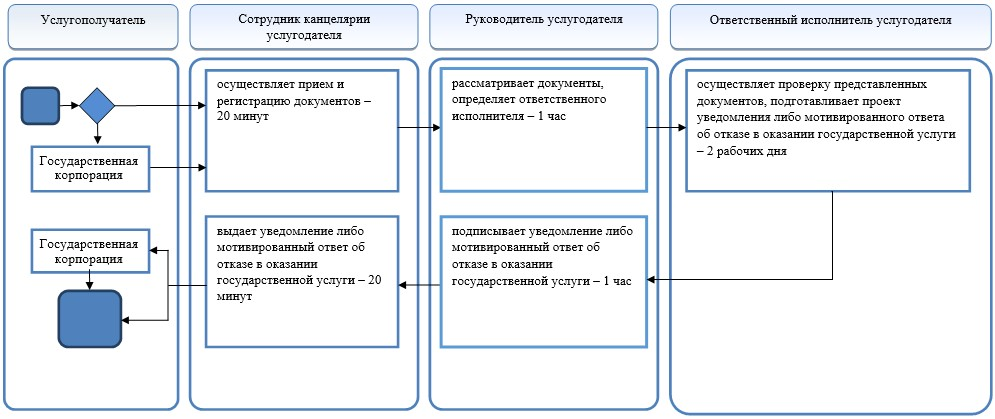 Услугополучатель
Сотрудник канцелярии
услугодателя
Руководитель услугодателя
Ответственный исполнитель услугодателя
осуществляет прием и
регистрацию документов –
20 минут
рассматривает документы,
определяет ответственного
исполнителя – 1 час
осуществляет проверку представленных
документов, подготавливает проект
уведомления либо мотивированного ответа
об отказе в оказании государственной услуги
– 2 рабочих дня
Государственная
корпорация
Государственная
корпорация
выдает уведомление либо
мотивированный ответ об
отказе в оказании
государственной услуги – 20
минут
подписывает уведомление либо
мотивированный ответ об
отказе в оказании
государственной услуги – 1 час